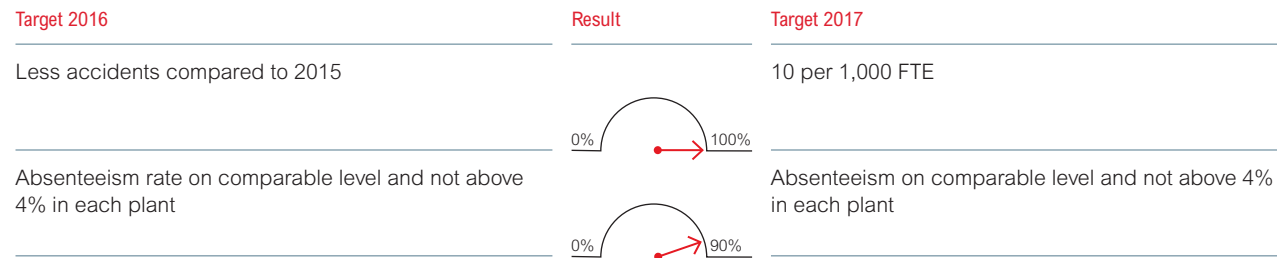 Target 2016
Result
Target 2017
Less accidents compared to 2015
10 per 1,000 FTE
0%
100%
Absenteeism rate on comparable level and not above
4% in each plant
Absenteeism on comparable level and not above 4%
in each plant
0%
90%